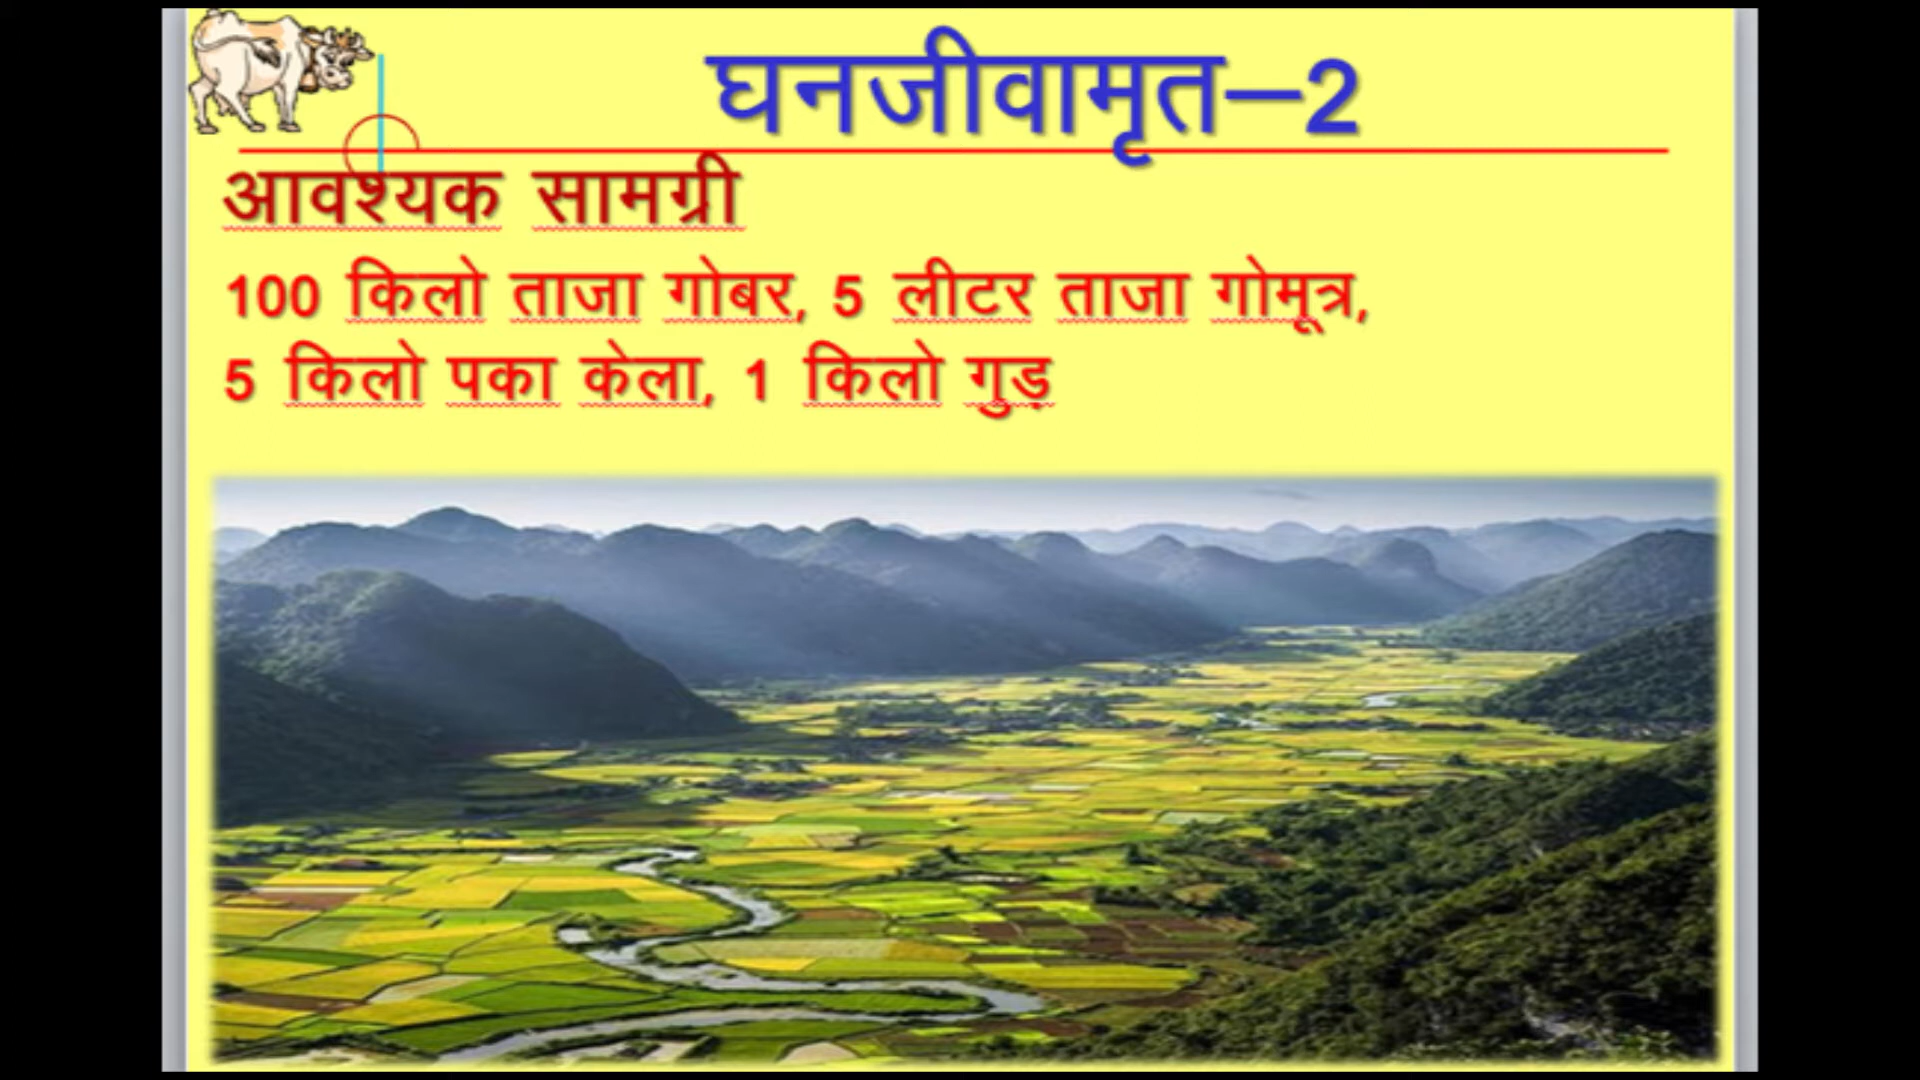 घनजीवामृत–2
आवश्यक सामग्री
100 किलो ताजा गोबर, 5 लीटर ताजा गोमूत्र,
5 किलो पका केला, 1 किलो गुड़